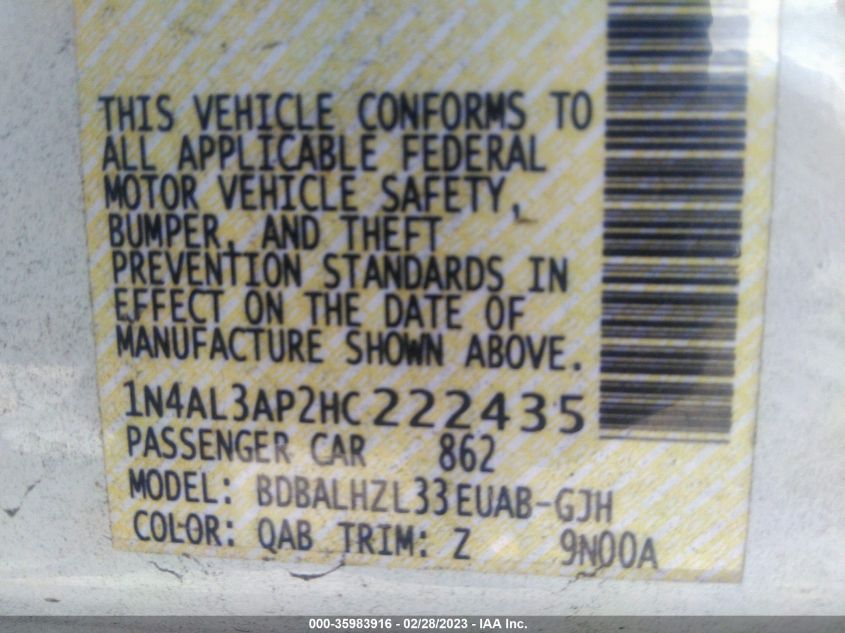 THIS VEHICLE CONFORMS TO
ALL APPLICABLE FEDERAL
MOTOR VEHICLE SAFETY,
BUMPER, AND THEFT
PREVENTION STANDARDS IN
EFFECT ON THE DATE OF
MANUFACTURE SHOWN ABOVE.
1N4AL3AP2HC222435
PASSENGER CAR 862
MODEL: BDBALHZL33EUAB-GJH
COLOR: QAB TRIM: Z 9N00A
000-35983916 - 02/28/2023 - IAA Inc.